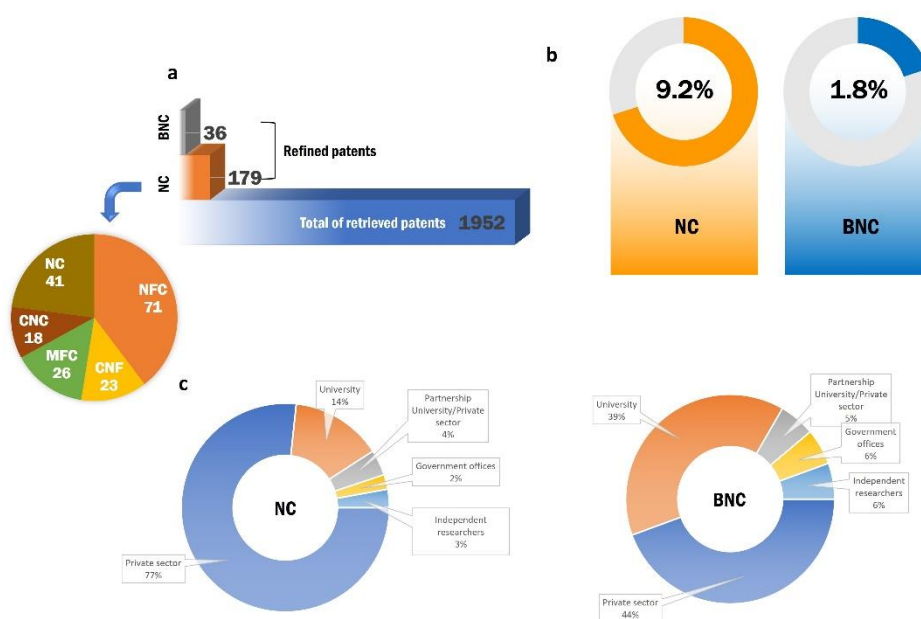 a
BNC
36
Refined patents
NC
179
Total of retrieved patents 1952
NC
41
NFC
71
CNC
18
MFC
26
CNF
23
b
9.2%
NC
1.8%
BNC
c
University
14%
Partnership
University/Private
sector
4%
Government offices
2%
Independent
researchers
3%
NC
Private sector
77%
University
39%
Partnership
University/Private
sector
5%
Government
offices
6%
Independent
researchers
6%
BNC
Private sector
44%